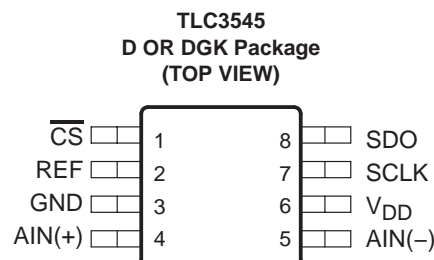 TLC3545
D OR DGK Package
(TOP VIEW)
CS 1 8 SDO
REF 2 7 SCLK
GND 3 6 VDD
AIN(+) 4 5 AIN(−)